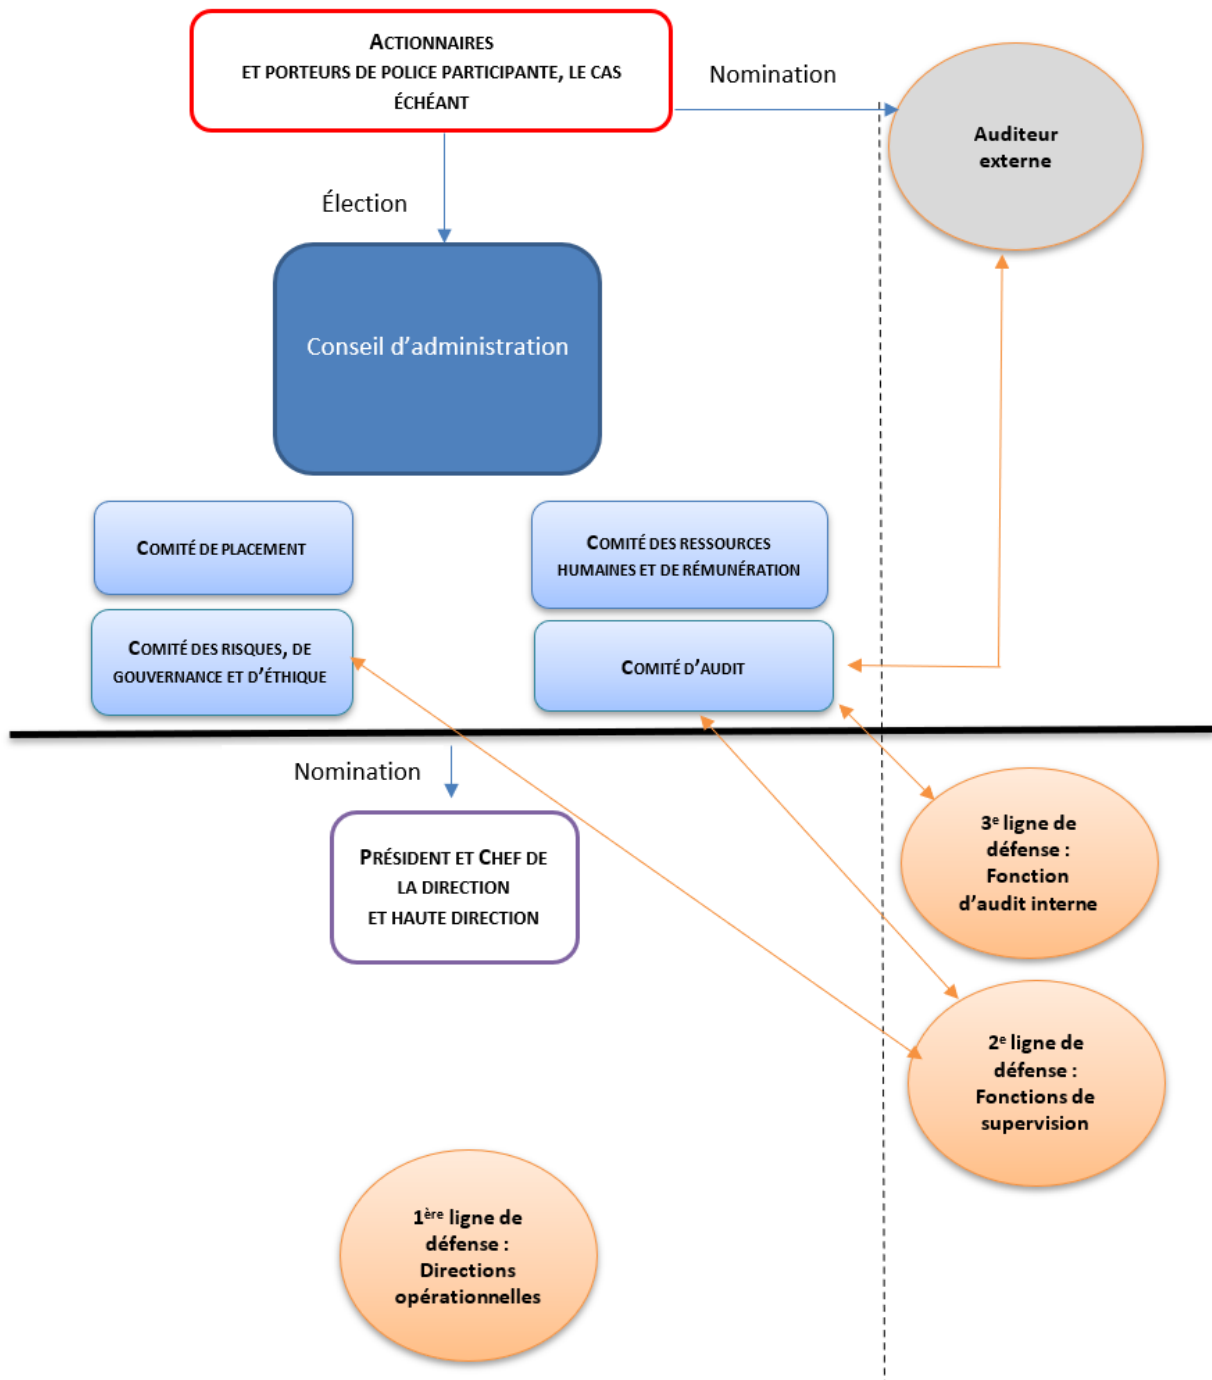 ACTIONNAIRES
ET PORTEURS DE POLICE PARTICIPANTE, LE CAS
ÉCHÉANT
Nomination
Auditeur
externe
Élection
Conseil d’administration
COMITÉ DE PLACEMENT
COMITÉ DES RESSOURCES
HUMAINES ET DE RÉMUNÉRATION
COMITÉ DES RISQUES, DE
GOUVERNANCE ET D’ÉTHIQUE
COMITÉ D’AUDIT
Nomination
PRÉSIDENT ET CHEF DE
LA DIRECTION
ET HAUTE DIRECTION
3e ligne de
défense :
Fonction
d’audit interne
2e ligne de
défense :
Fonctions de
supervision
1ère ligne de
défense :
Directions
opérationnelles